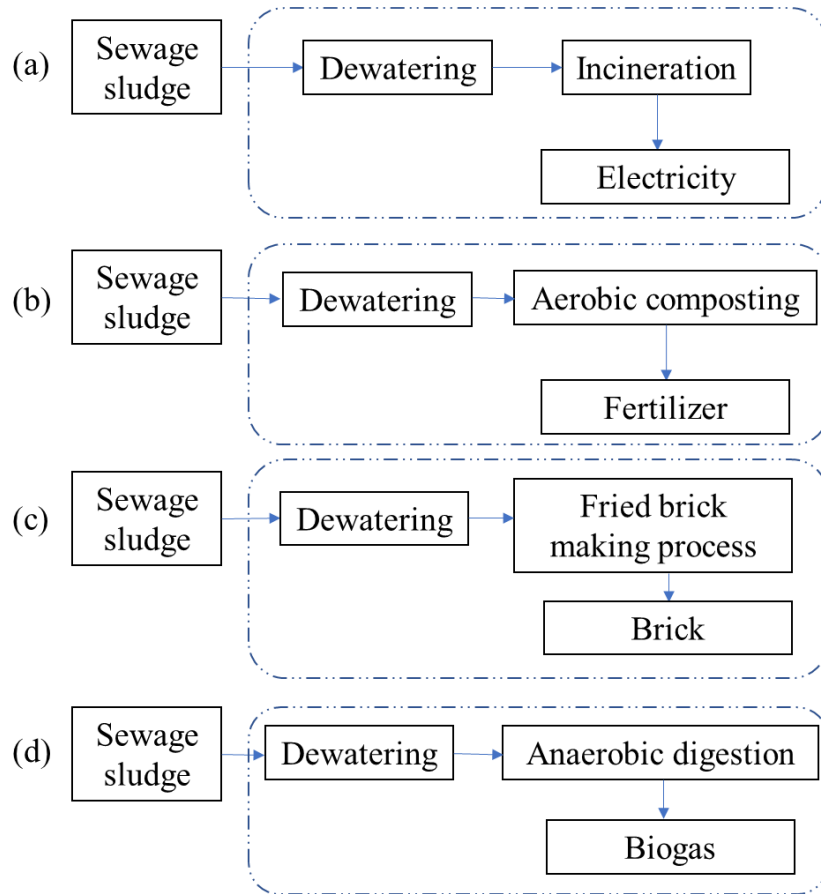 (a)
Sewage
sludge
Dewatering
Incineration
Electricity
(b)
Sewage
sludge
Dewatering
Aerobic composting
Fertilizer
(c)
Sewage
sludge
Dewatering
Fried brick
making process
Brick
(d)
Sewage
sludge
Dewatering
Anaerobic digestion
Biogas